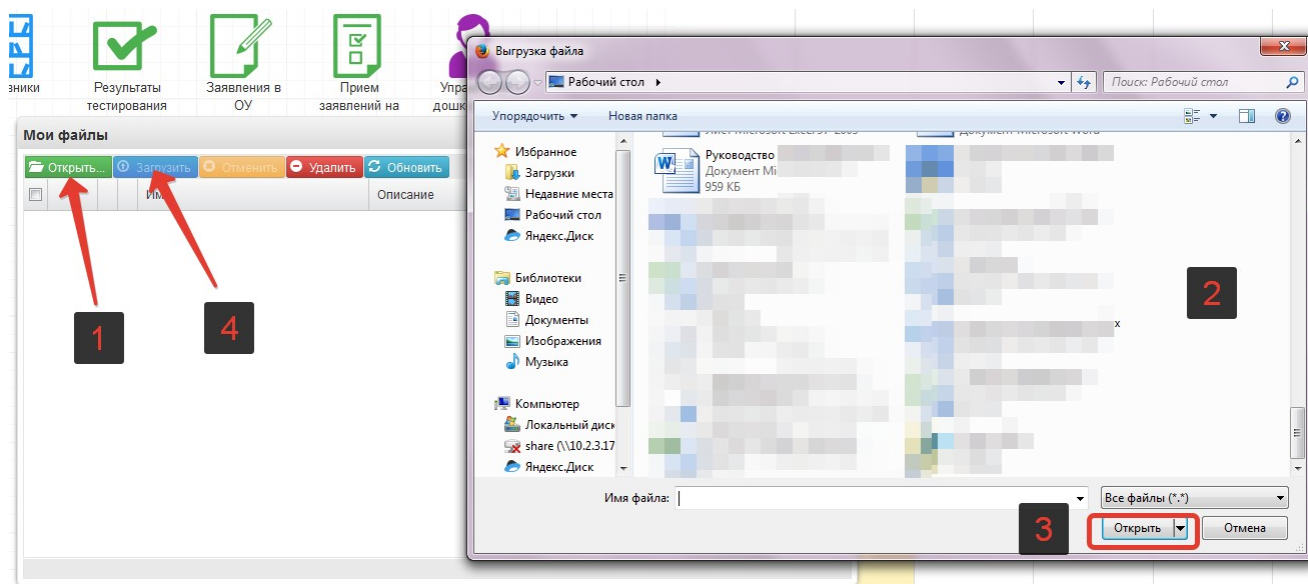 зники
Результаты
тестирования
Заявления в
ОУ
Прием
заявлений на
Упра
дошк
Мои файлы
Открыть... Загрузить Отменить Удалить Обновить
Им Описание
1
4
Выгрузка файла
Рабочий стол
Поиск: Рабочий стол
Упорядочить Новая папка
Избранное
Загрузки
Недавние места
Рабочий стол
Яндекс.Диск
Библиотеки
Видео
Документы
Изображения
Музыка
Компьютер
Локальный диск
share (\\10.2.3.17
Яндекс.Диск
Руководство
Документ Mi
959 КБ
x
2
Имя файла:
Все файлы (*.*)
3
Открыть Отмена